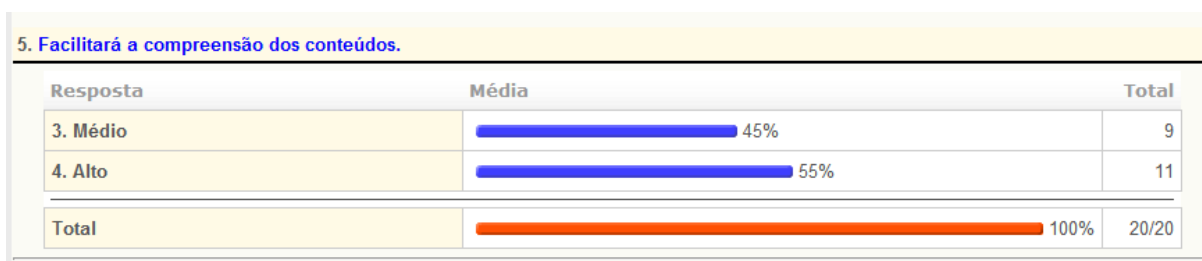 5. Facilitará a compreensão dos conteúdos.
Resposta Média Total
3. Médio 45% 9
4. Alto 55% 11
Total 100% 20/20